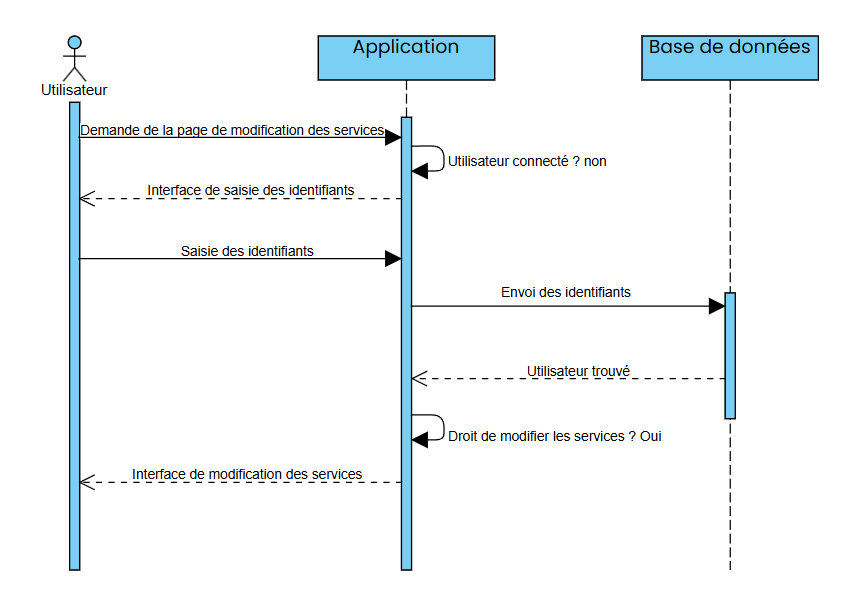 Application
Base de données
Utilisateur
Demande de la page de modification des services
Utilisateur connecté ? non
Interface de saisie des identifiants
Saisie des identifiants
Envoi des identifiants
Utilisateur trouvé
Droit de modifier les services ? Oui
Interface de modification des services